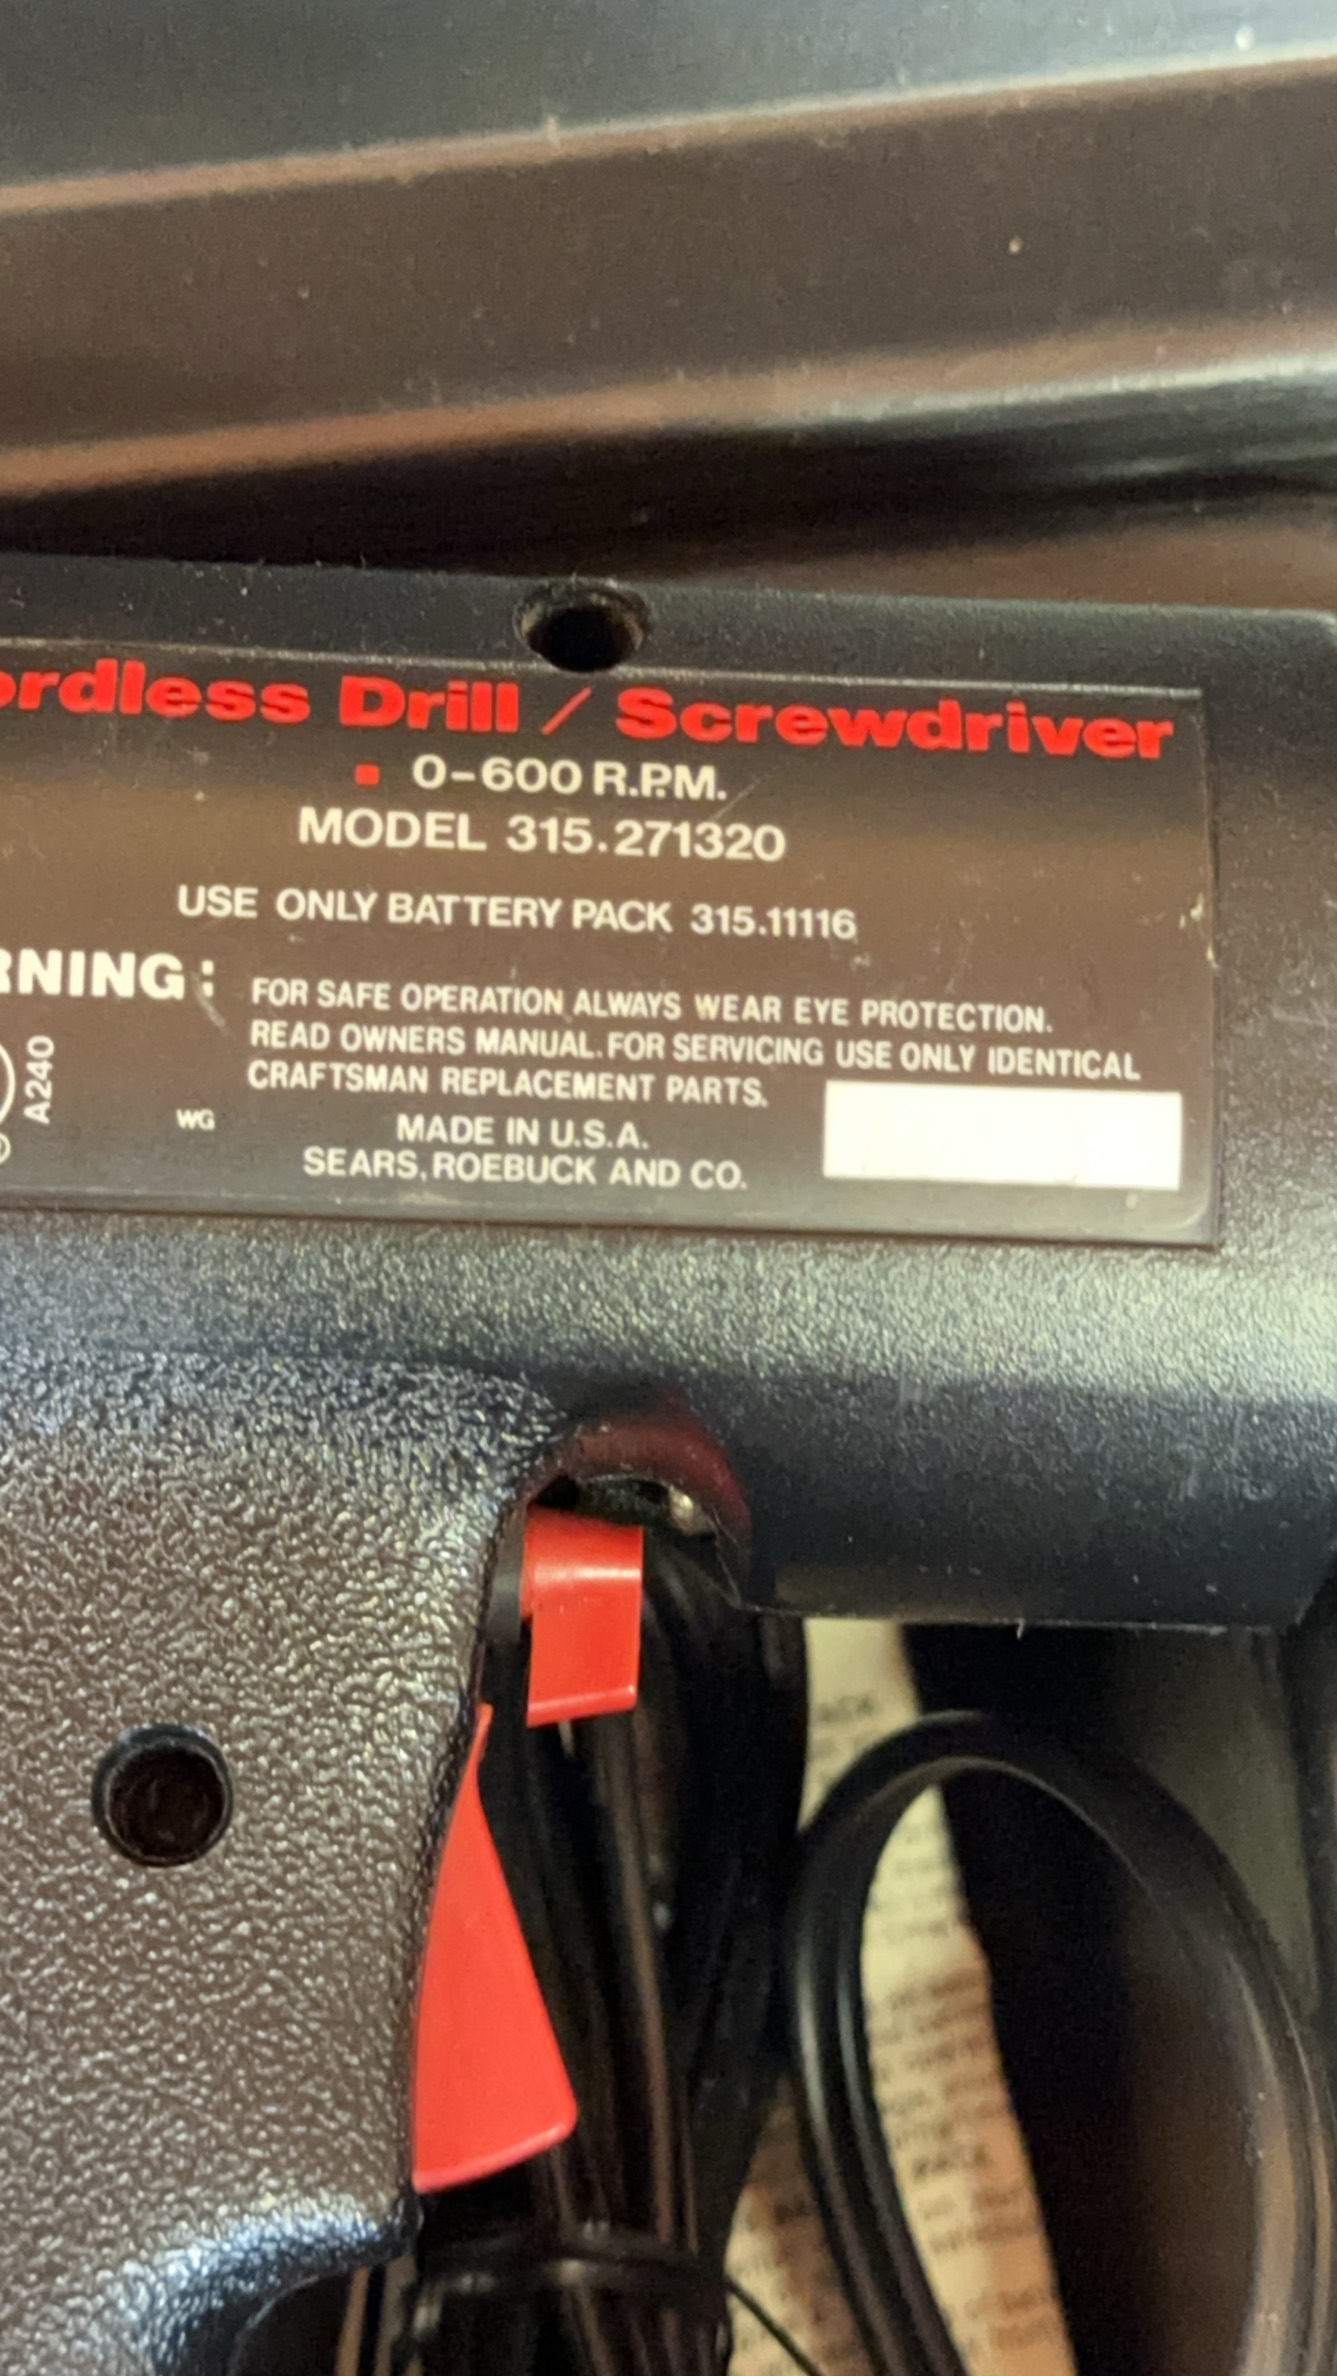 ordless Drill / Screwdriver
0-600 R.P.M.
MODEL 315.271320
USE ONLY BATTERY PACK 315.11116
RNING: FOR SAFE OPERATION ALWAYS WEAR EYE PROTECTION.
READ OWNERS MANUAL. FOR SERVICING USE ONLY IDENTICAL
CRAFTSMAN REPLACEMENT PARTS.
A240
WG
MADE IN U.S.A.
SEARS, ROEBUCK AND CO.